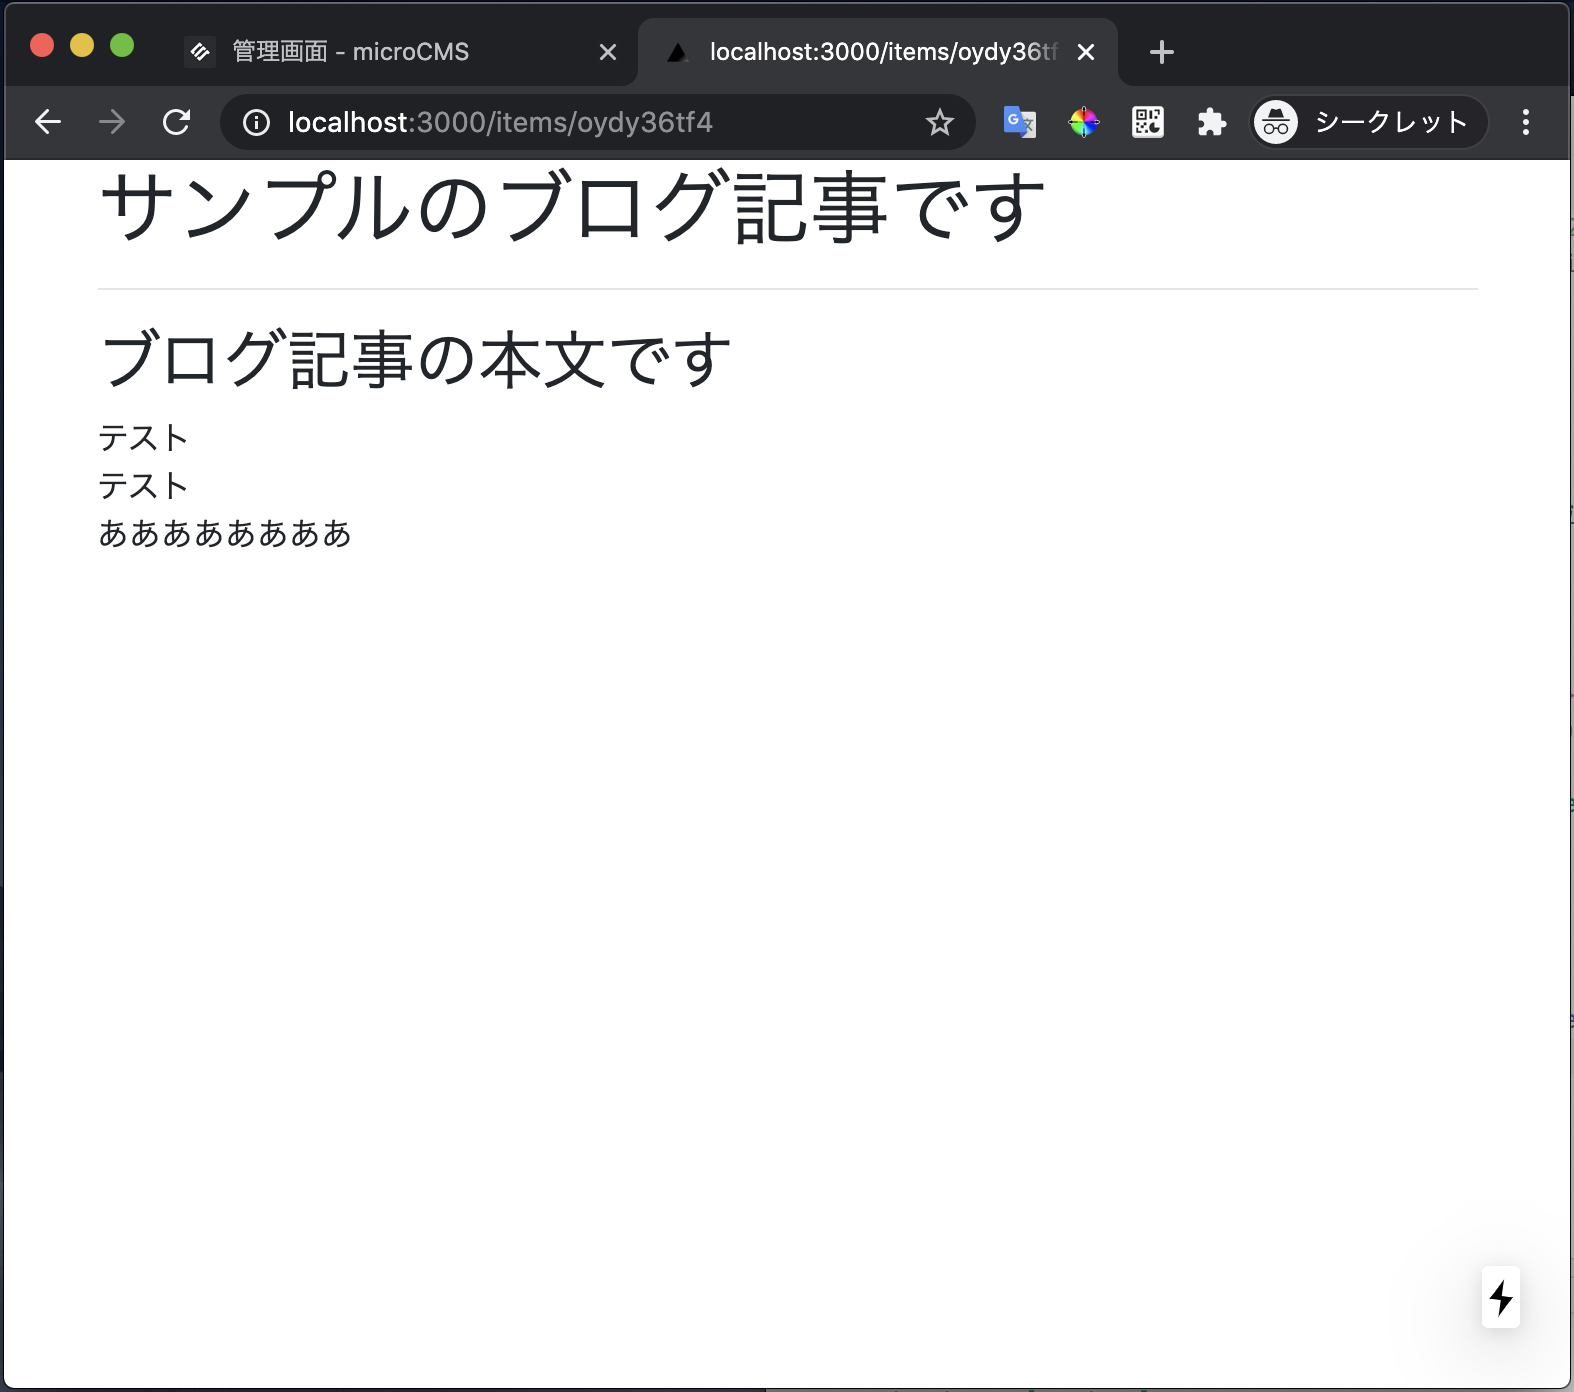 管理画面 - microCMS
localhost:3000/items/oydy36tf
localhost:3000/items/oydy36tf4
シークレット
サンプルのブログ記事です
ブログ記事の本文です
テスト
テスト
ああああああああ